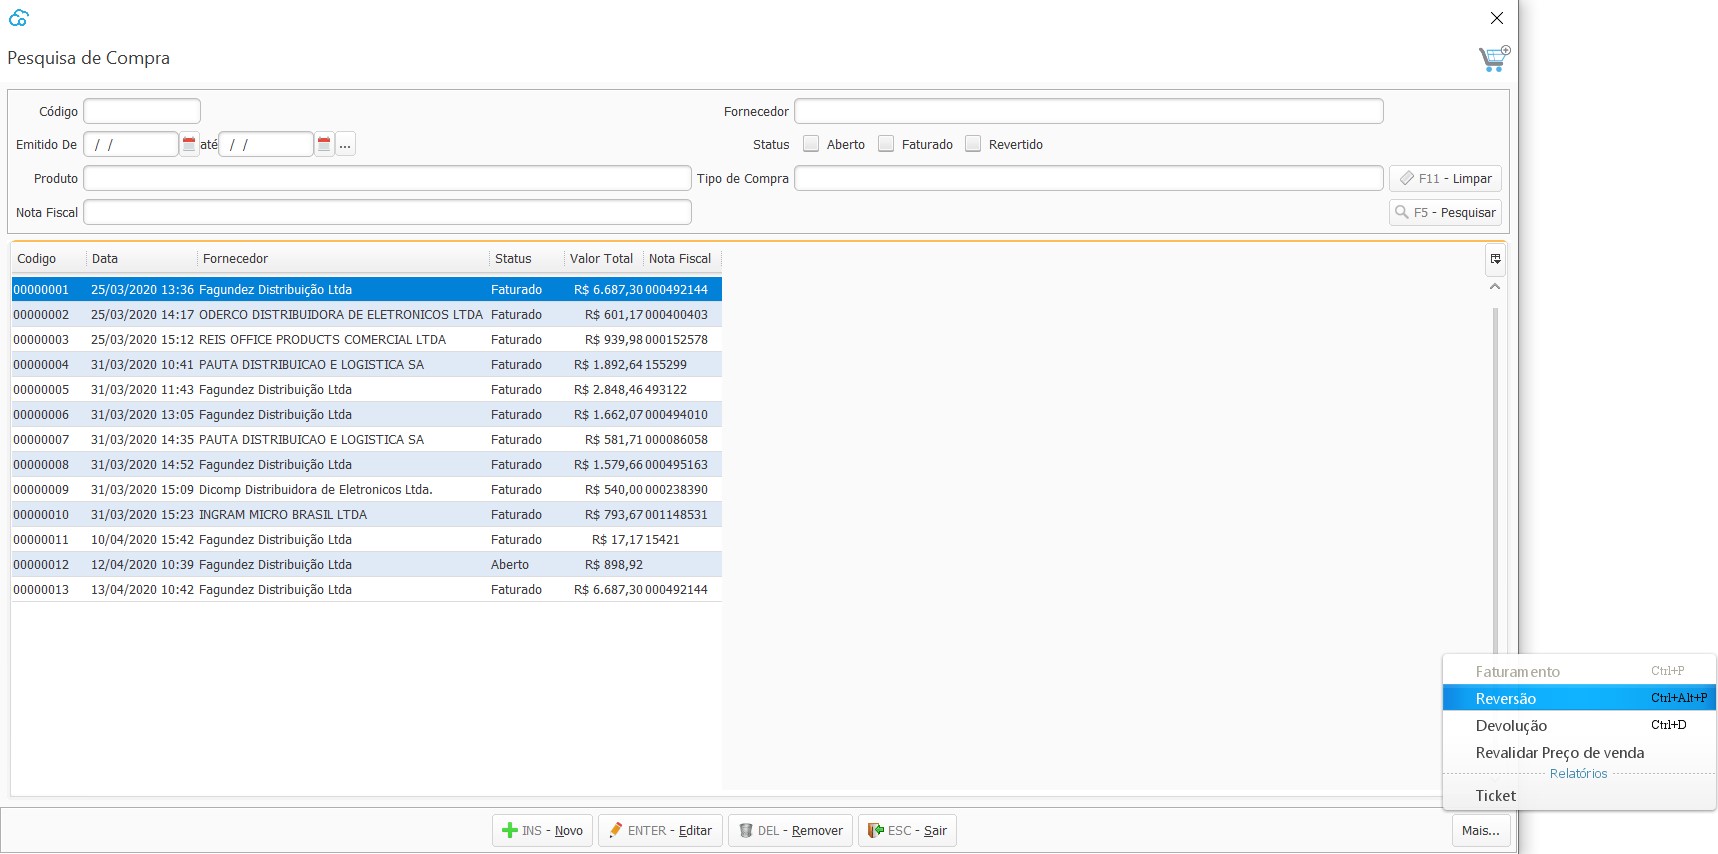 Pesquisa de Compra
Código
Fornecedor
Emitido De / / até / / ...
Status Aberto Faturado Revertido
Produto
Tipo de Compra
F11 - Limpar
Nota Fiscal
F5 - Pesquisar
Codigo Data Fornecedor Status Valor Total Nota Fiscal
00000001 25/03/2020 13:36 Fagundez Distribuição Ltda Faturado R$ 6.687,30 000492144
00000002 25/03/2020 14:17 ODERCO DISTRIBUIDORA DE ELETRONICOS LTDA Faturado R$ 601,17 000400403
00000003 25/03/2020 15:12 REIS OFFICE PRODUCTS COMERCIAL LTDA Faturado R$ 939,98 000152578
00000004 31/03/2020 10:41 PAUTA DISTRIBUICAO E LOGISTICA SA Faturado R$ 1.892,64 155299
00000005 31/03/2020 11:43 Fagundez Distribuição Ltda Faturado R$ 2.848,46 493122
00000006 31/03/2020 13:05 Fagundez Distribuição Ltda Faturado R$ 1.662,07 000494010
00000007 31/03/2020 14:35 PAUTA DISTRIBUICAO E LOGISTICA SA Faturado R$ 581,71 000086058
00000008 31/03/2020 14:52 Fagundez Distribuição Ltda Faturado R$ 1.579,66 000495163
00000009 31/03/2020 15:09 Dicomp Distribuidora de Eletronicos Ltda. Faturado R$ 540,00 000238390
00000010 31/03/2020 15:23 INGRAM MICRO BRASIL LTDA Faturado R$ 793,67 001148531
00000011 10/04/2020 15:42 Fagundez Distribuição Ltda Faturado R$ 17,17 15421
00000012 12/04/2020 10:39 Fagundez Distribuição Ltda Aberto R$ 898,92
00000013 13/04/2020 10:42 Fagundez Distribuição Ltda Faturado R$ 6.687,30 000492144
Faturamento Ctrl+P
Reversão Ctrl+Alt+P
Devolução Ctrl+D
Revalidar Preço de venda
Relatórios
Ticket
INS - Novo
ENTER - Editar
DEL - Remover
ESC - Sair
Mais...